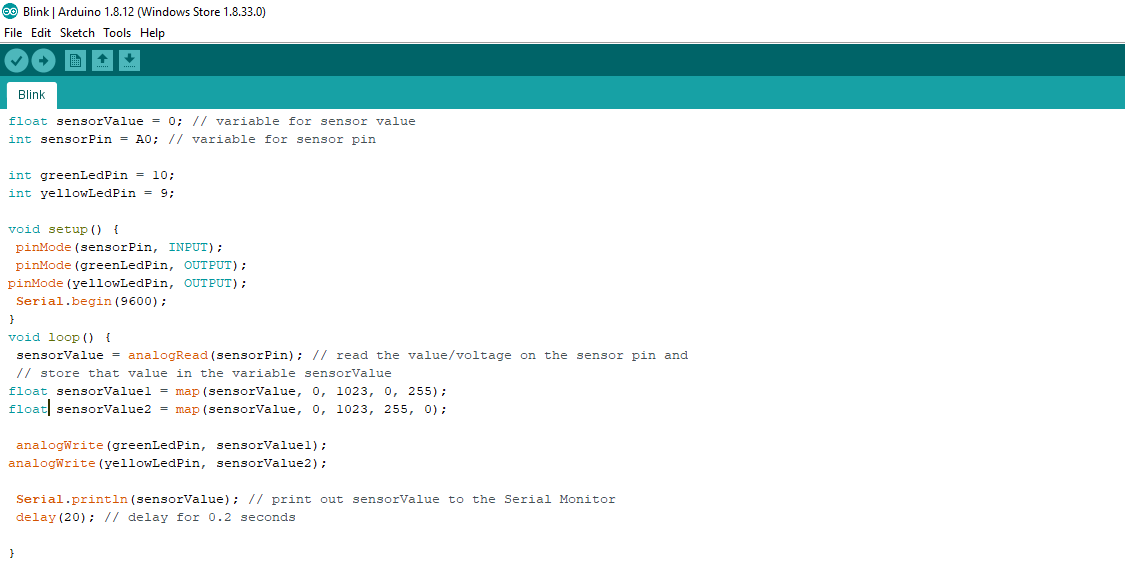 Blink | Arduino 1.8.12 (Windows Store 1.8.33.0)
File Edit Sketch Tools Help
Blink
float sensorValue = 0; // variable for sensor value
int sensorPin = A0; // variable for sensor pin
int greenLedPin = 10;
int yellowLedPin = 9;
void setup() {
pinMode(sensorPin, INPUT);
pinMode(greenLedPin, OUTPUT);
pinMode(yellowLedPin, OUTPUT);
Serial.begin(9600);
}
void loop() {
sensorValue = analogRead(sensorPin); // read the value/voltage on the sensor pin and
// store that value in the variable sensorValue
float sensorValue1 = map(sensorValue, 0, 1023, 0, 255);
float sensorValue2 = map(sensorValue, 0, 1023, 255, 0);
analogWrite(greenLedPin, sensorValue1);
analogWrite(yellowLedPin, sensorValue2);
Serial.println(sensorValue); // print out sensorValue to the Serial Monitor
delay(20); // delay for 0.2 seconds
}